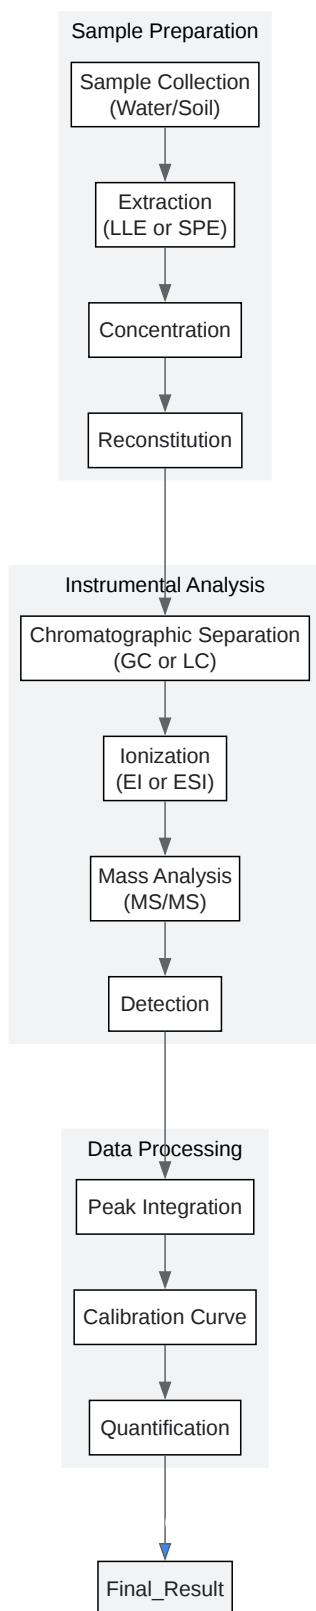 Sample Preparation
Sample Collection
(Water/Soil)
Extraction
(LLE or SPE)
Concentration
Reconstitution
Instrumental Analysis
Chromatographic Separation
(GC or LC)
Ionization
(EI or ESI)
Mass Analysis
(MS/MS)
Detection
Data Processing
Peak Integration
Calibration Curve
Quantification
Final_Result